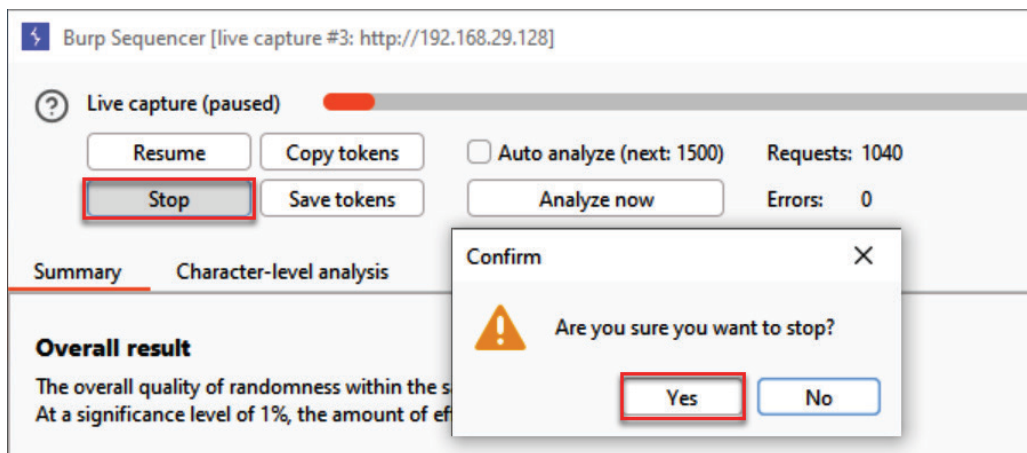 Burp Sequencer [live capture #3: http://192.168.29.128]
Live capture (paused)
Resume Copy tokens Auto analyze (next: 1500) Requests: 1040
Stop Save tokens Analyze now Errors: 0
Summary Character-level analysis
Confirm
Are you sure you want to stop?
Yes No
Overall result
The overall quality of randomness within the
At a significance level of 1%, the amount of